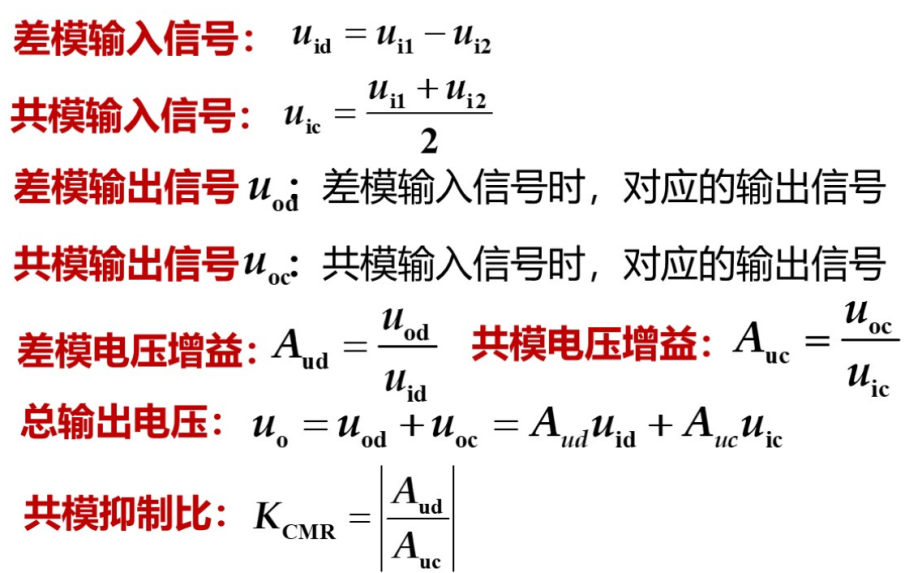 差模输入信号： u_id = u_i1 − u_i2
共模输入信号： u_ic = (u_i1 + u_i2) / 2
差模输出信号 u_od： 差模输入信号时，对应的输出信号
共模输出信号 u_oc： 共模输入信号时，对应的输出信号
差模电压增益： A_ud = u_od / u_id 共模电压增益： A_uc = u_oc / u_ic
总输出电压： u_o = u_od + u_oc = A_ud u_id + A_uc u_ic
共模抑制比： K_CMR = |A_ud / A_uc|